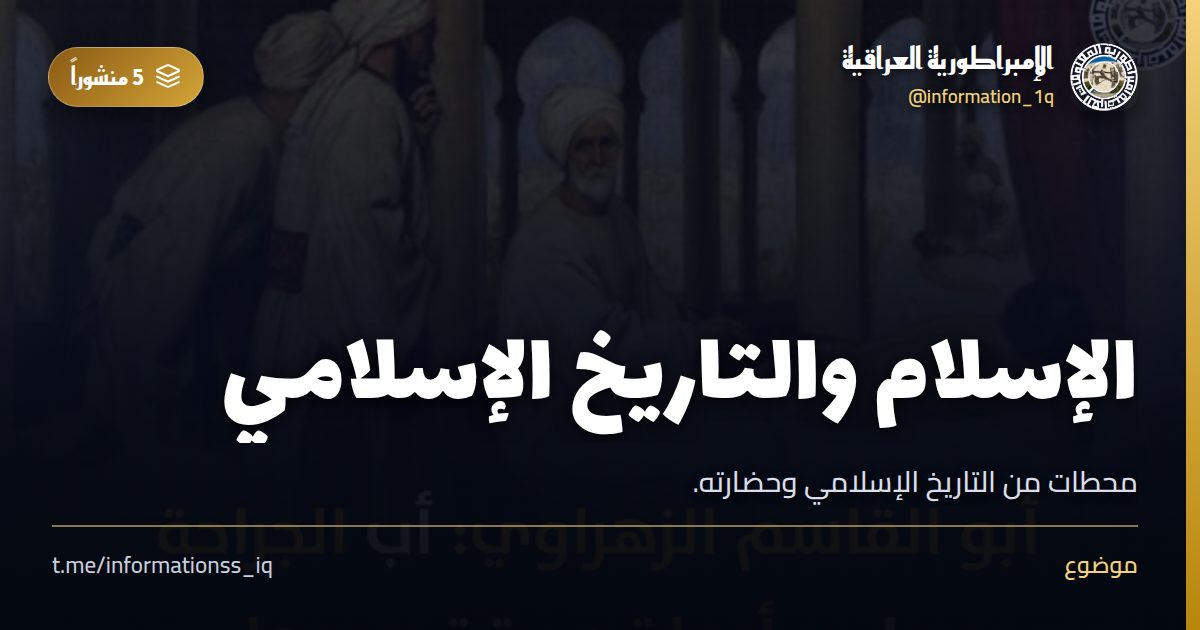 الإمبراطورية العراقية
@information_1q
5 منشوراً
الإسلام والتاريخ الإسلامي
محطات من التاريخ الإسلامي وحضارته.
أبو القاسم الزهراوي: أب الجراحة
موضوع
t.me/informationss_iq